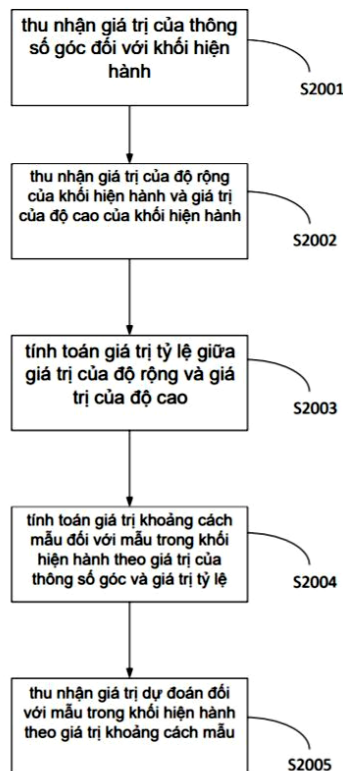 thu nhận giá trị của thông
số góc đối với khối hiện
hành
S2001
thu nhận giá trị của độ rộng
của khối hiện hành và giá trị
của độ cao của khối hiện hành
S2002
tính toán giá trị tỷ lệ giữa
giá trị của độ rộng và giá
trị của độ cao
S2003
tính toán giá trị khoảng cách
mẫu đối với mẫu trong khối
hiện hành theo giá trị của
thông số góc và giá trị tỷ lệ
S2004
thu nhận giá trị dự đoán đối
với mẫu trong khối hiện hành
theo giá trị khoảng cách mẫu
S2005